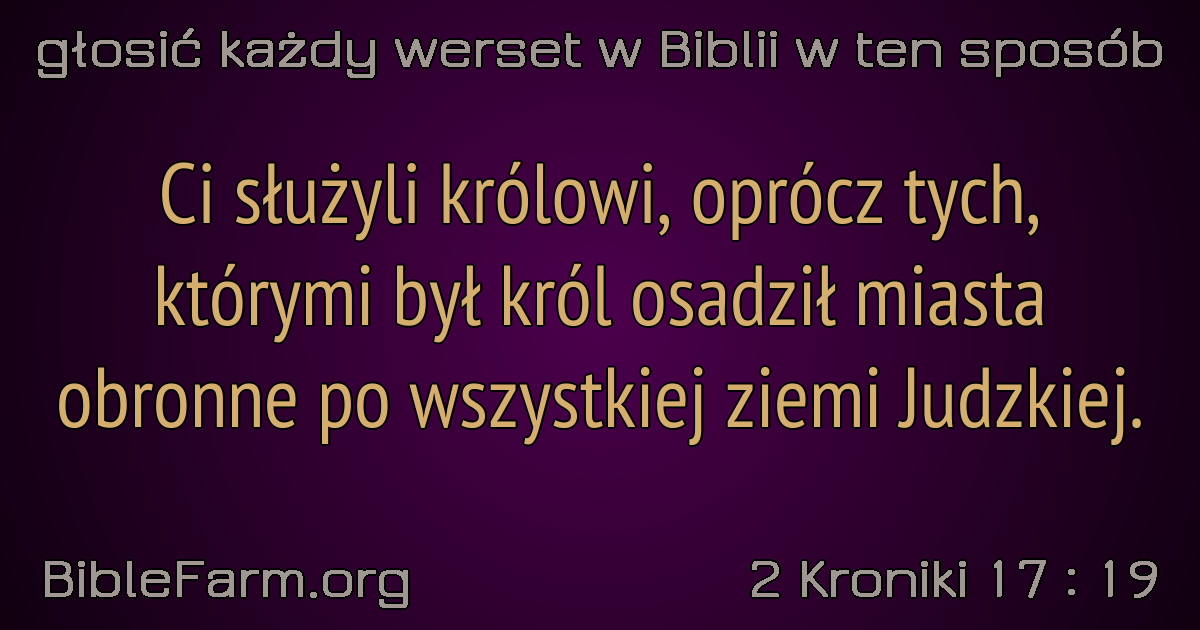 głosić każdy werset w Biblii w ten sposób
Ci służyli królowi, oprócz tych,
którymi był król osadził miasta
obronne po wszystkiej ziemi Judzkiej.
BibleFarm.org
2 Kroniki 17 : 19